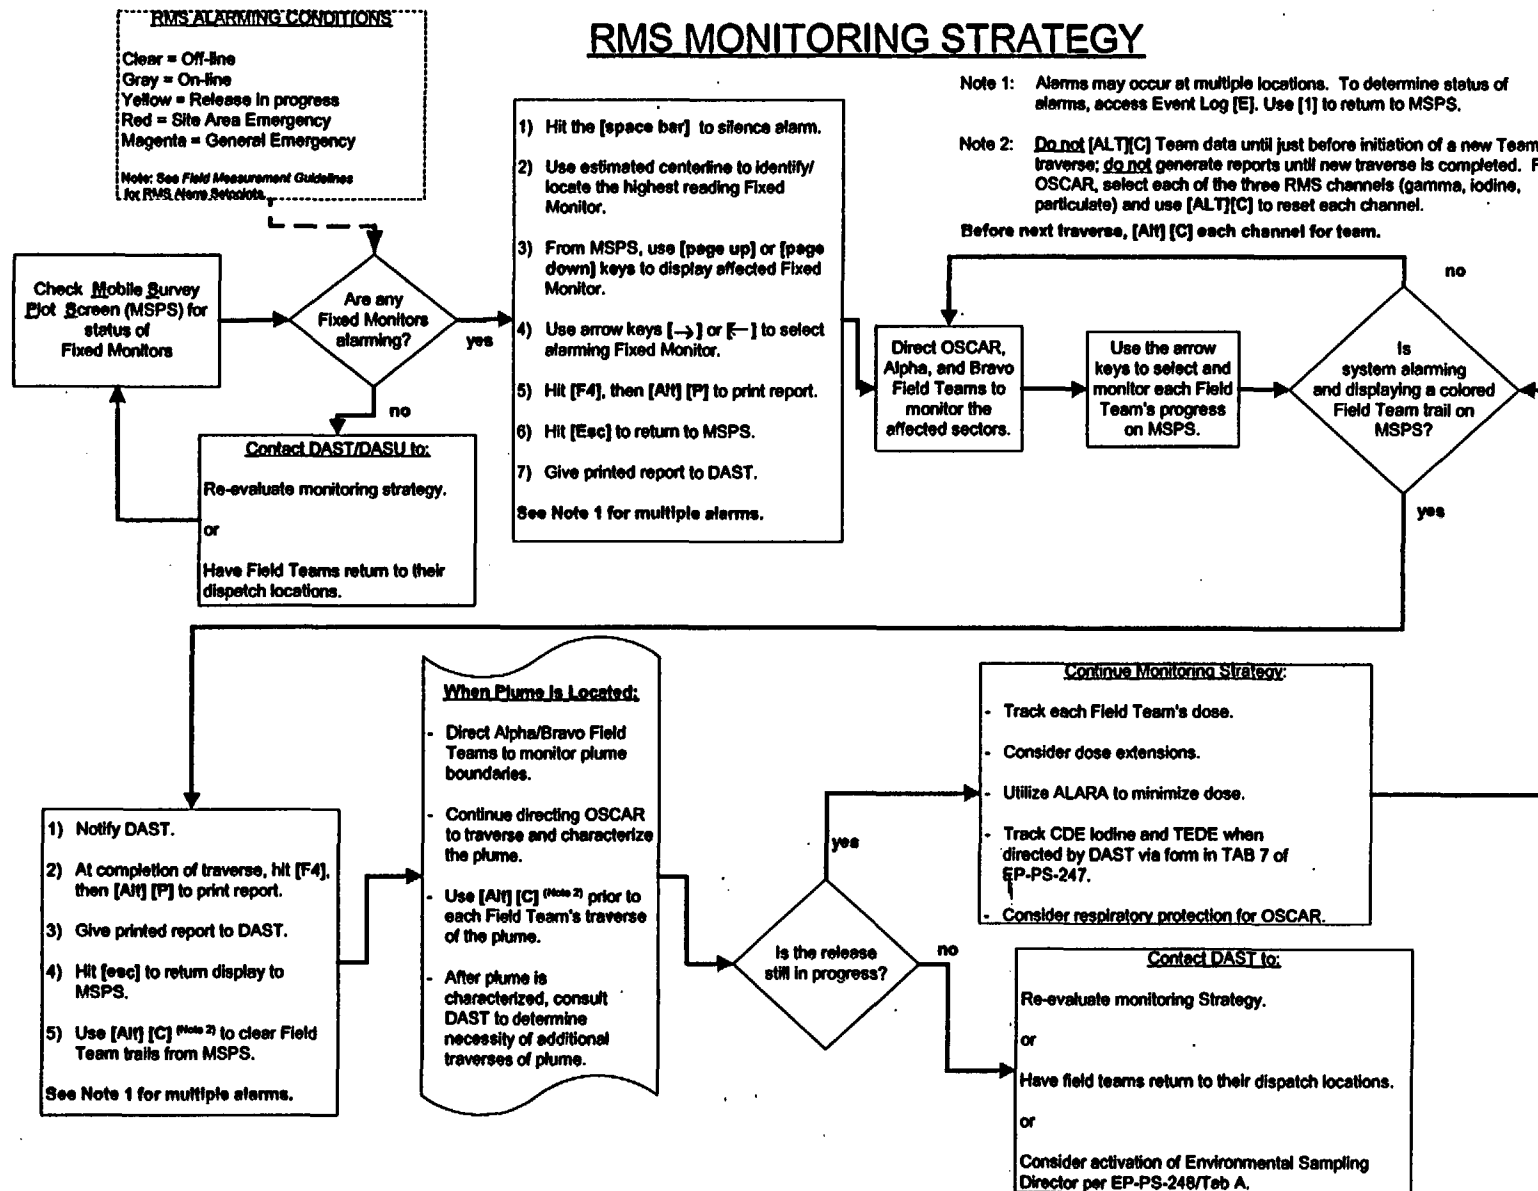 RMS ALARMING CONDITIONS
Clear = Off-line
Gray = On-line
Yellow = Release in progress
Red = Site Area Emergency
Magenta = General Emergency
Note: See Field Measurement Guidelines
for RMS Alarm Setpoints.
RMS MONITORING STRATEGY
Note 1: Alarms may occur at multiple locations. To determine status of
alarms, access Event Log [E]. Use [1] to return to MSPS.
Note 2: Do not [ALT][C] Team data until just before initiation of a new Team
traverse; do not generate reports until new traverse is completed. F
OSCAR, select each of the three RMS channels (gamma, iodine,
particulate) and use [ALT][C] to reset each channel.
Before next traverse, [Alt] [C] each channel for team.
Check Mobile Survey
Plot Screen (MSPS) for
status of
Fixed Monitors
Are any
Fixed Monitors
alarming?
yes
no
Contact DAST/DASU to:
Re-evaluate monitoring strategy.
or
Have Field Teams return to their
dispatch locations.
1) Hit the [space bar] to silence alarm.
2) Use estimated centerline to identify/
locate the highest reading Fixed
Monitor.
3) From MSPS, use [page up] or [page
down] keys to display affected Fixed
Monitor.
4) Use arrow keys [→] or [←] to select
alarming Fixed Monitor.
5) Hit [F4], then [Alt] [P] to print report.
6) Hit [Esc] to return to MSPS.
7) Give printed report to DAST.
See Note 1 for multiple alarms.
Direct OSCAR,
Alpha, and Bravo
Field Teams to
monitor the
affected sectors.
Use the arrow
keys to select and
monitor each Field
Team's progress
on MSPS.
no
Is
system alarming
and displaying a colored
Field Team trail on
MSPS?
yes
1) Notify DAST.
2) At completion of traverse, hit [F4],
then [Alt] [P] to print report.
3) Give printed report to DAST.
4) Hit [esc] to return display to
MSPS.
5) Use [Alt] [C] (Note 2) to clear Field
Team trails from MSPS.
See Note 1 for multiple alarms.
When Plume is Located:
- Direct Alpha/Bravo Field
Teams to monitor plume
boundaries.
- Continue directing OSCAR
to traverse and characterize
the plume.
- Use [Alt] [C] (Note 2) prior to
each Field Team's traverse
of the plume.
- After plume is
characterized, consult
DAST to determine
necessity of additional
traverses of plume.
Is the release
still in progress?
yes
no
Continue Monitoring Strategy:
- Track each Field Team's dose.
- Consider dose extensions.
- Utilize ALARA to minimize dose.
- Track CDE Iodine and TEDE when
directed by DAST via form in TAB 7 of
EP-PS-247.
- Consider respiratory protection for OSCAR.
Contact DAST to:
Re-evaluate monitoring Strategy.
or
Have field teams return to their dispatch locations.
or
Consider activation of Environmental Sampling
Director per EP-PS-248/Tab A.